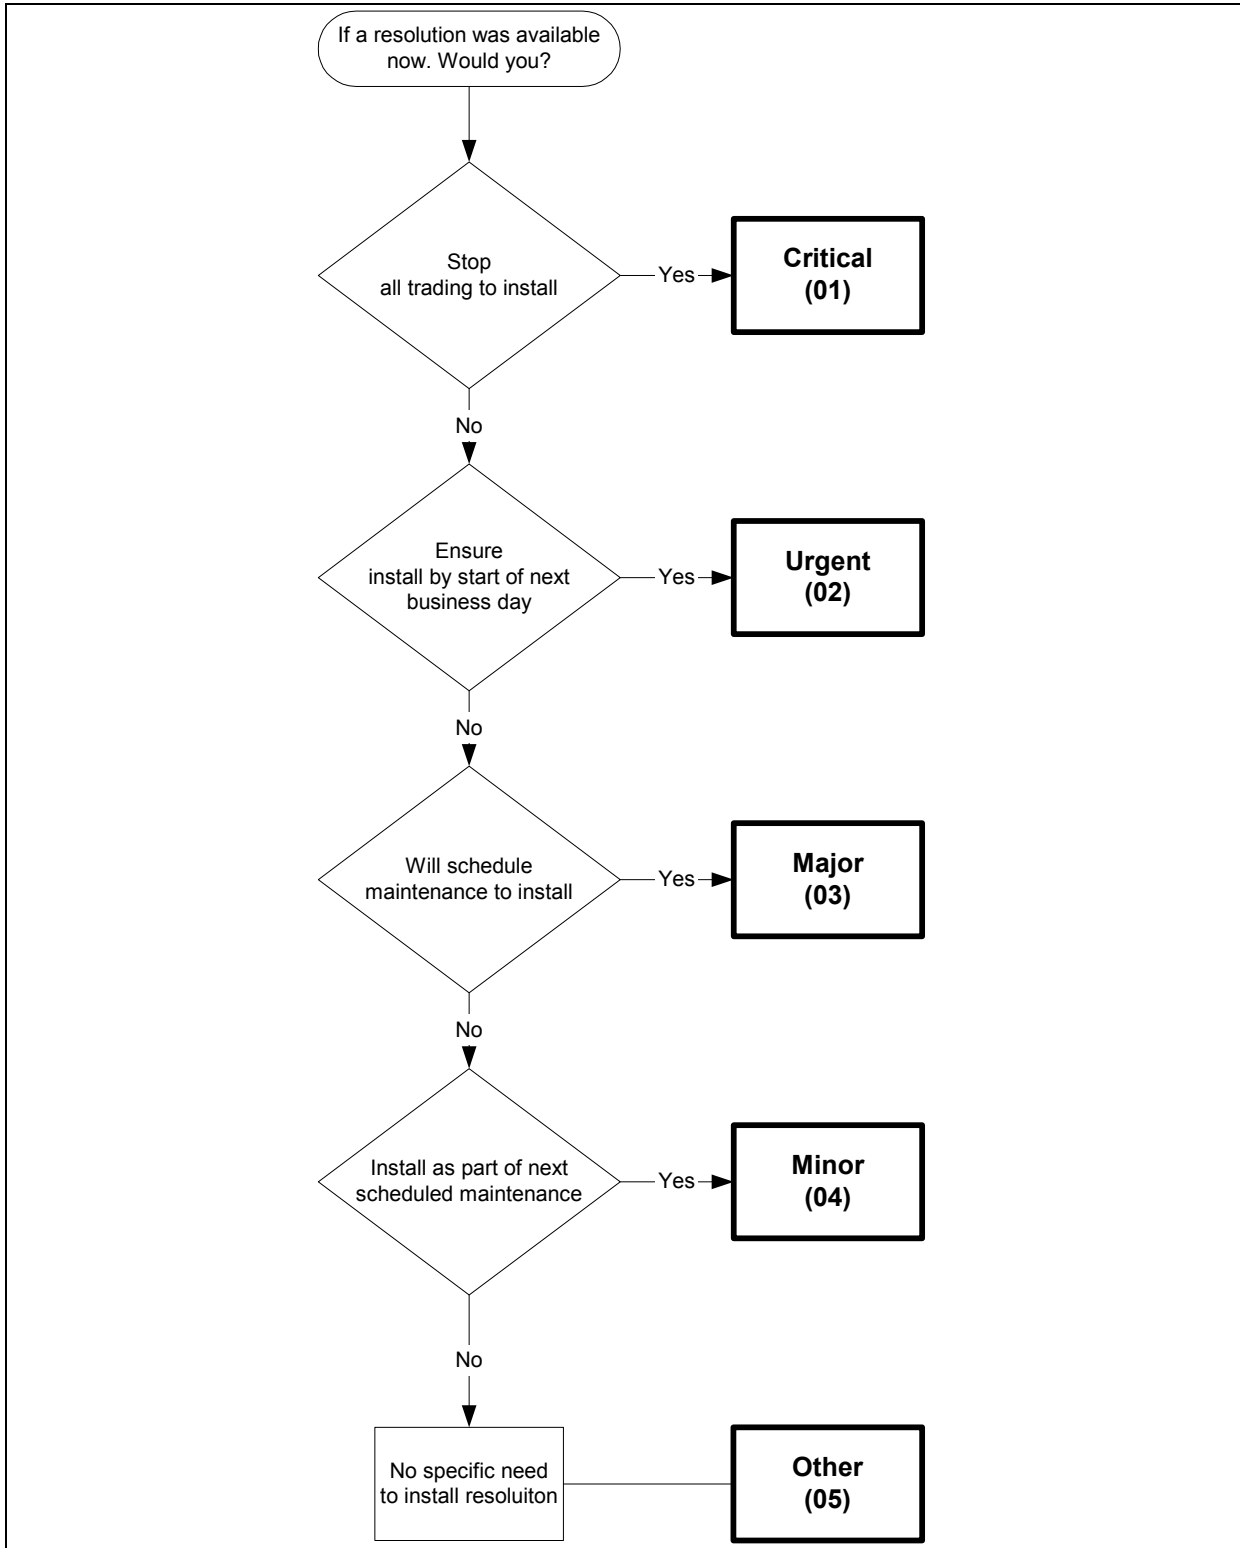 If a resolution was available
now. Would you?
Stop
all trading to install
Yes
Critical
(01)
No
Ensure
install by start of next
business day
Yes
Urgent
(02)
No
Will schedule
maintenance to install
Yes
Major
(03)
No
Install as part of next
scheduled maintenance
Yes
Minor
(04)
No
No specific need
to install resoluiton
Other
(05)